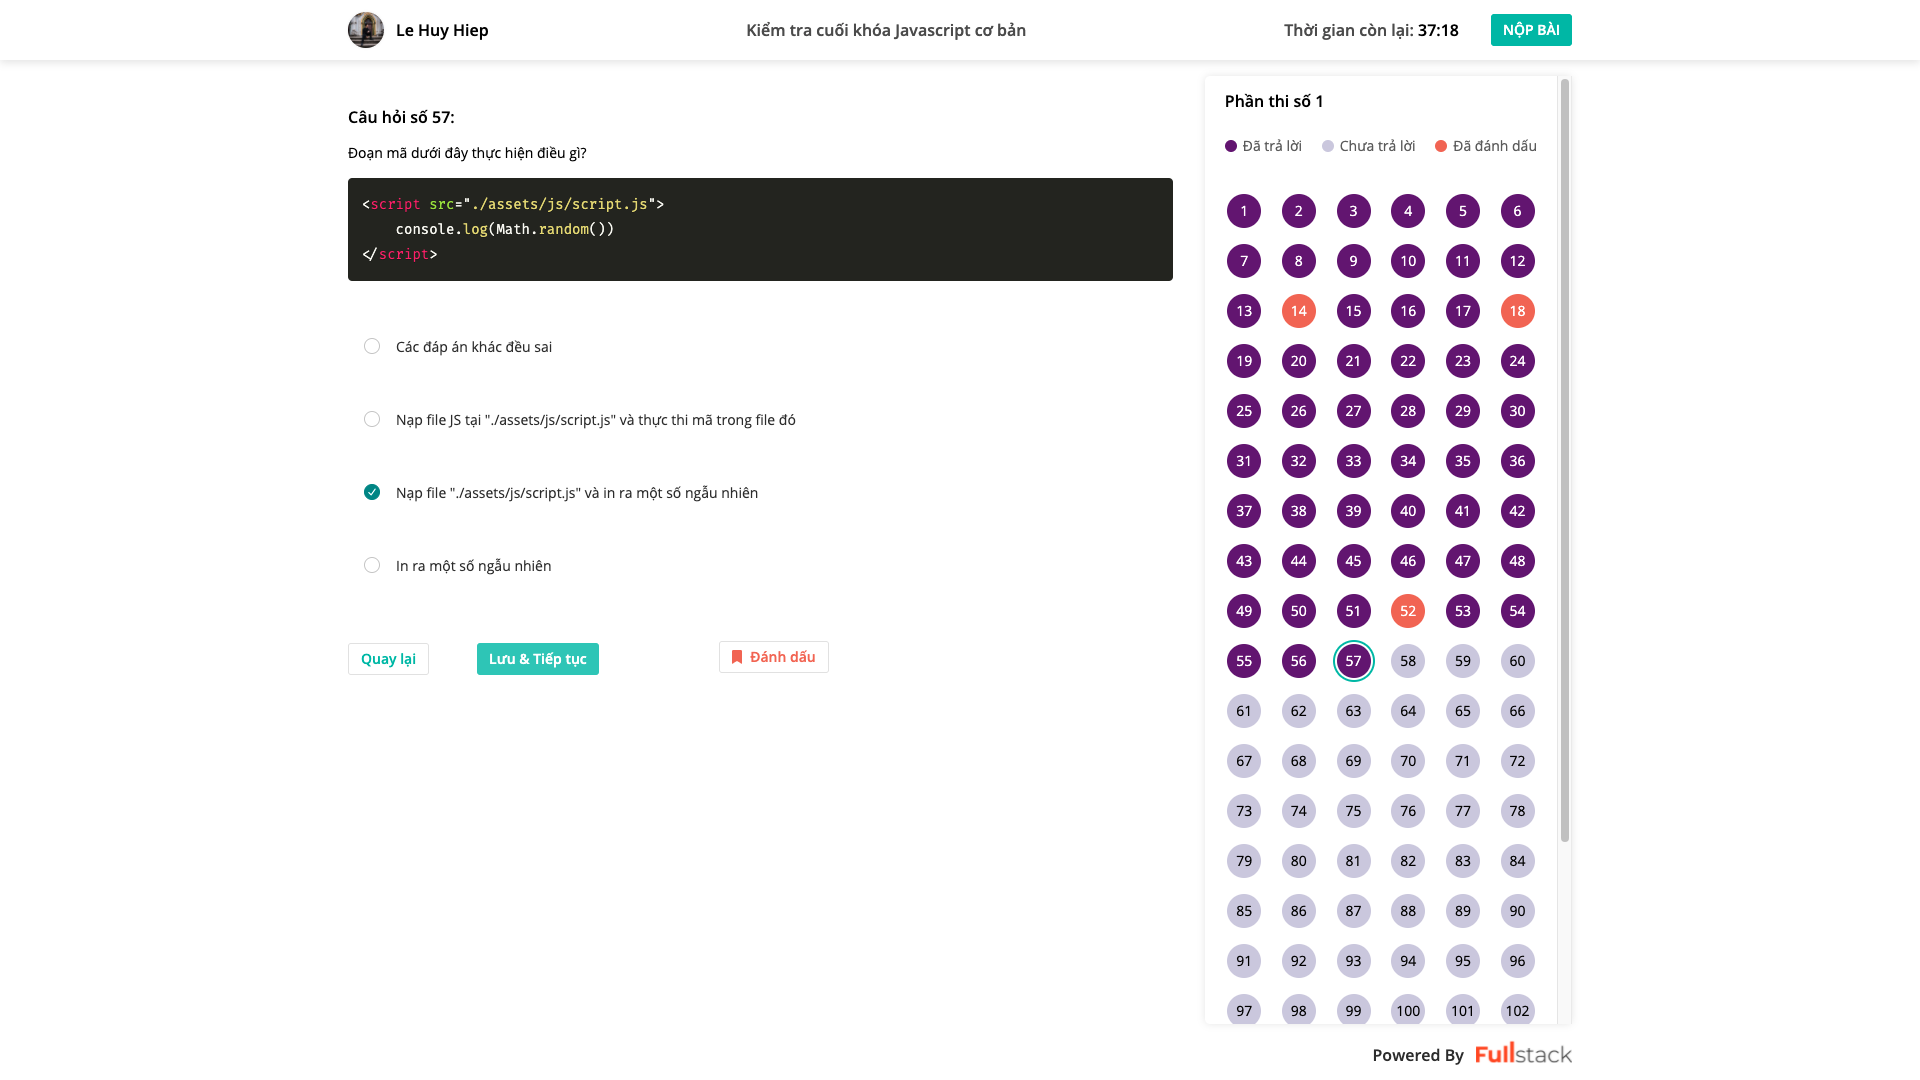 Le Huy Hiep
Kiểm tra cuối khóa Javascript cơ bản
Thời gian còn lại: 37:18
NỘP BÀI
Câu hỏi số 57:
Đoạn mã dưới đây thực hiện điều gì?
<script src="./assets/js/script.js">
    console.log(Math.random())
</script>
Các đáp án khác đều sai
Nạp file JS tại "./assets/js/script.js" và thực thi mã trong file đó
Nạp file "./assets/js/script.js" và in ra một số ngẫu nhiên
In ra một số ngẫu nhiên
Quay lại
Lưu & Tiếp tục
Đánh dấu
Phần thi số 1
Đã trả lời Chưa trả lời Đã đánh dấu
1 2 3 4 5 6
7 8 9 10 11 12
13 14 15 16 17 18
19 20 21 22 23 24
25 26 27 28 29 30
31 32 33 34 35 36
37 38 39 40 41 42
43 44 45 46 47 48
49 50 51 52 53 54
55 56 57 58 59 60
61 62 63 64 65 66
67 68 69 70 71 72
73 74 75 76 77 78
79 80 81 82 83 84
85 86 87 88 89 90
91 92 93 94 95 96
97 98 99 100 101 102
Powered By Fullstack